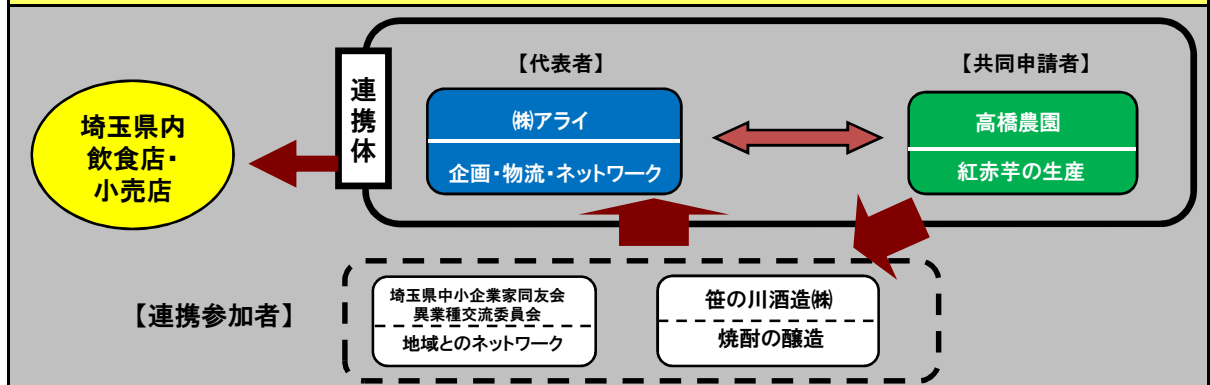 【代表者】
【共同申請者】
連携体
埼玉県内
飲食店・
小売店
㈱アライ
企画・物流・ネットワーク
高橋農園
紅赤芋の生産
【連携参加者】
埼玉県中小企業家同友会
異業種交流委員会
地域とのネットワーク
笹の川酒造㈱
焼酎の醸造